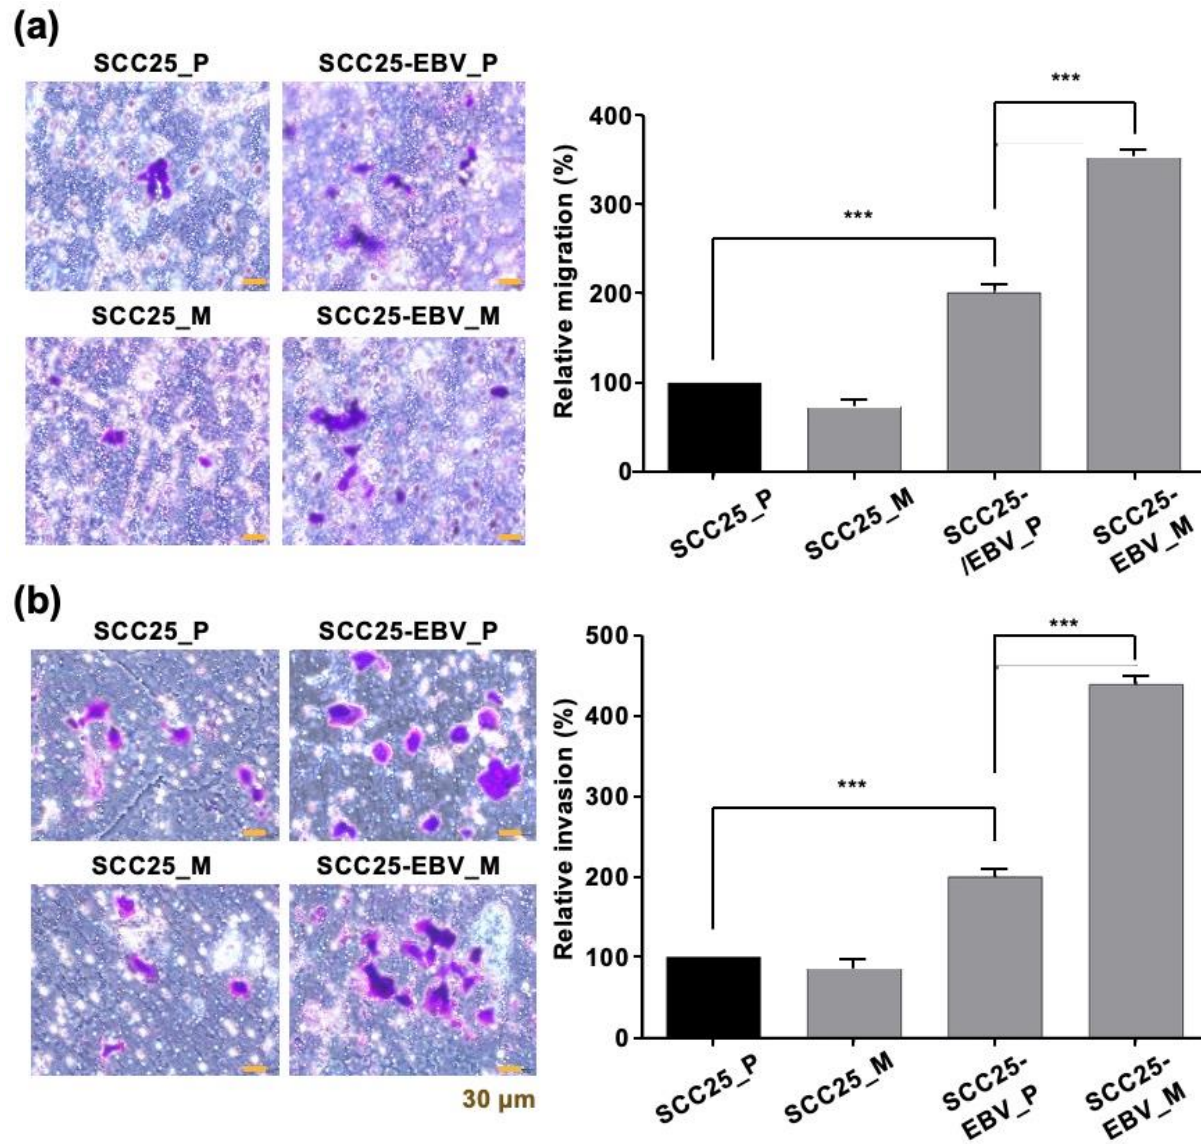 (a)
SCC25_P
SCC25-EBV_P
SCC25_M
SCC25-EBV_M
Relative migration (%)
400
300
200
100
0
***
***
SCC25_P
SCC25_M
SCC25-
/EBV_P
SCC25-
EBV_M
(b)
SCC25_P
SCC25-EBV_P
SCC25_M
SCC25-EBV_M
30 µm
Relative invasion (%)
500
400
300
200
100
0
***
***
SCC25_P
SCC25_M
SCC25-
EBV_P
SCC25-
EBV_M